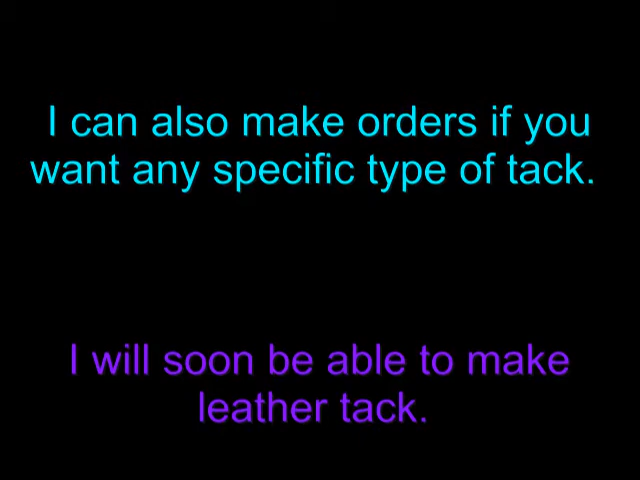 I can also make orders if you
want any specific type of tack.
I will soon be able to make
leather tack.